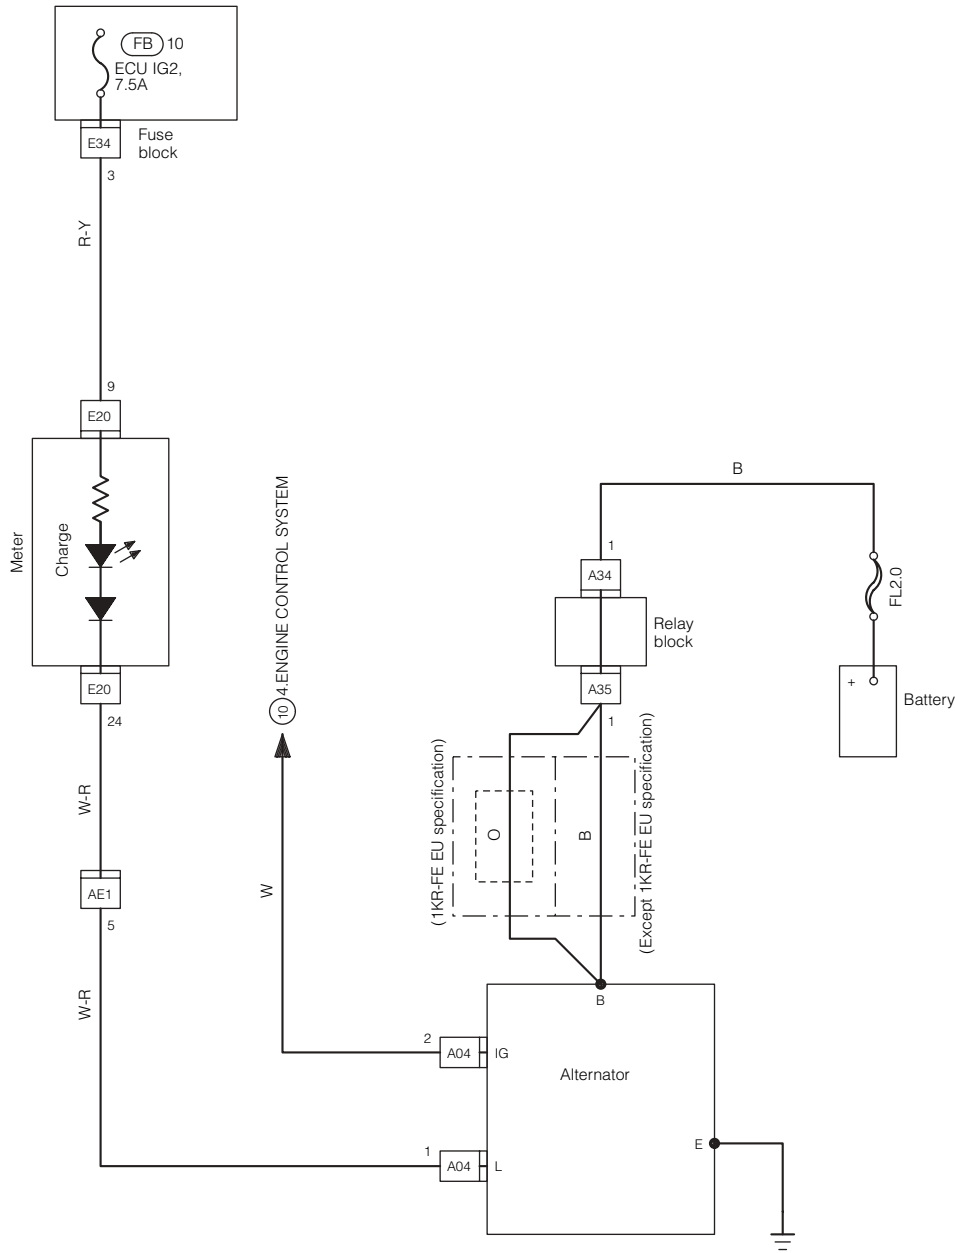 FB 10
ECU IG2,
7.5A
E34
Fuse
block
3
R-Y
9
E20
Meter
Charge
E20
24
W-R
AE1
5
W-R
10 4.ENGINE CONTROL SYSTEM
W
B
1
A34
Relay
block
A35
1
FL2.0
+
Battery
(1KR-FE EU specification)
O
B
(Except 1KR-FE EU specification)
B
2
A04
IG
Alternator
E
1
A04
L